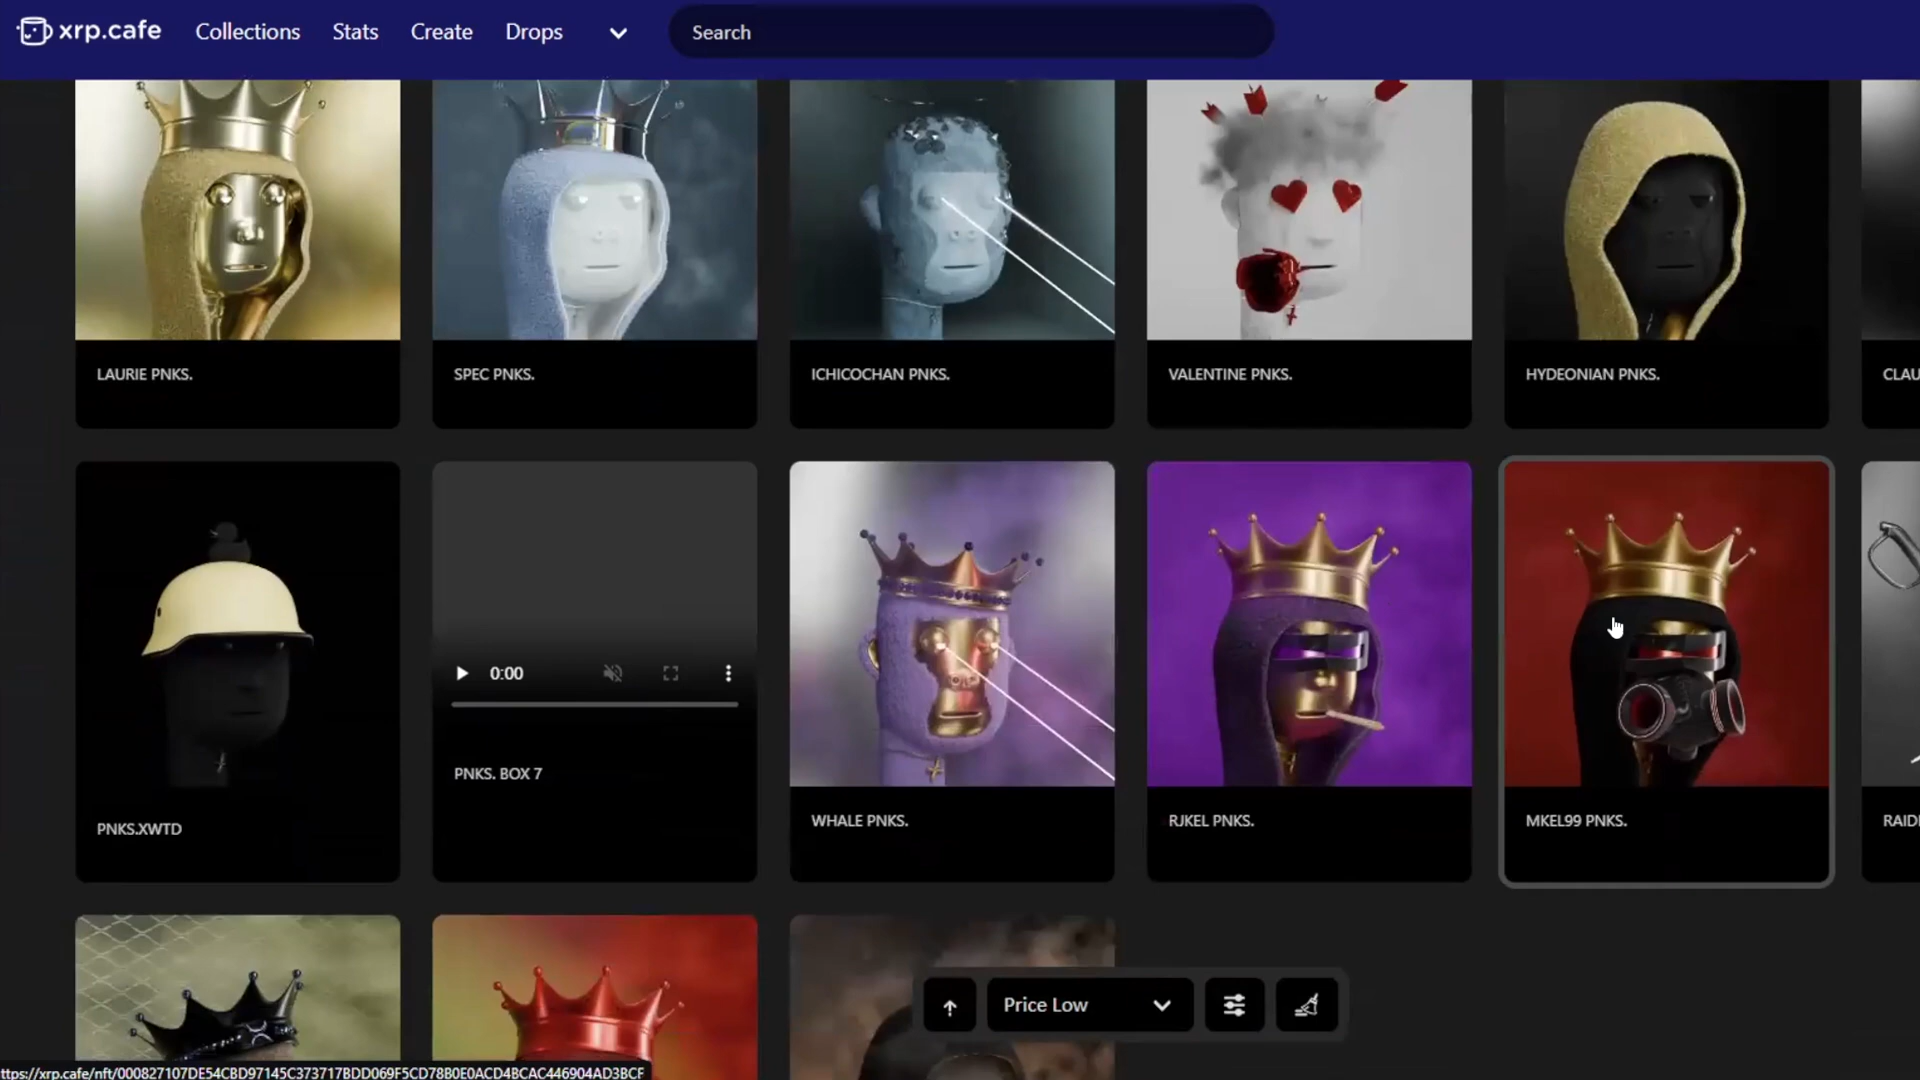 xrp.cafe
Collections
Stats
Create
Drops
Search
LAURIE PNKS.
SPEC PNKS.
ICHICOCHAN PNKS.
VALENTINE PNKS.
HYDEONIAN PNKS.
CLAU
0:00
PNKS.XWTD
PNKS. BOX 7
WHALE PNKS.
RJKEL PNKS.
MKEL99 PNKS.
RAID
Price Low
ttps://xrp.cafe/nft/000827107DE54CBD97145C373717BDD069F5CD78B0E0ACD4BCAC446904AD3BCF